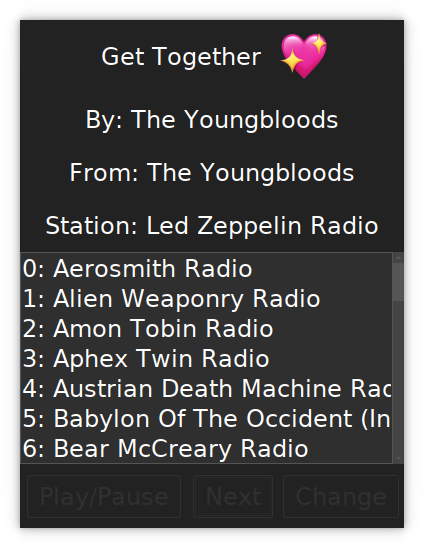 Get Together
By: The Youngbloods
From: The Youngbloods
Station: Led Zeppelin Radio
0: Aerosmith Radio
1: Alien Weaponry Radio
2: Amon Tobin Radio
3: Aphex Twin Radio
4: Austrian Death Machine Rad
5: Babylon Of The Occident (In
6: Bear McCreary Radio
Play/Pause Next Change